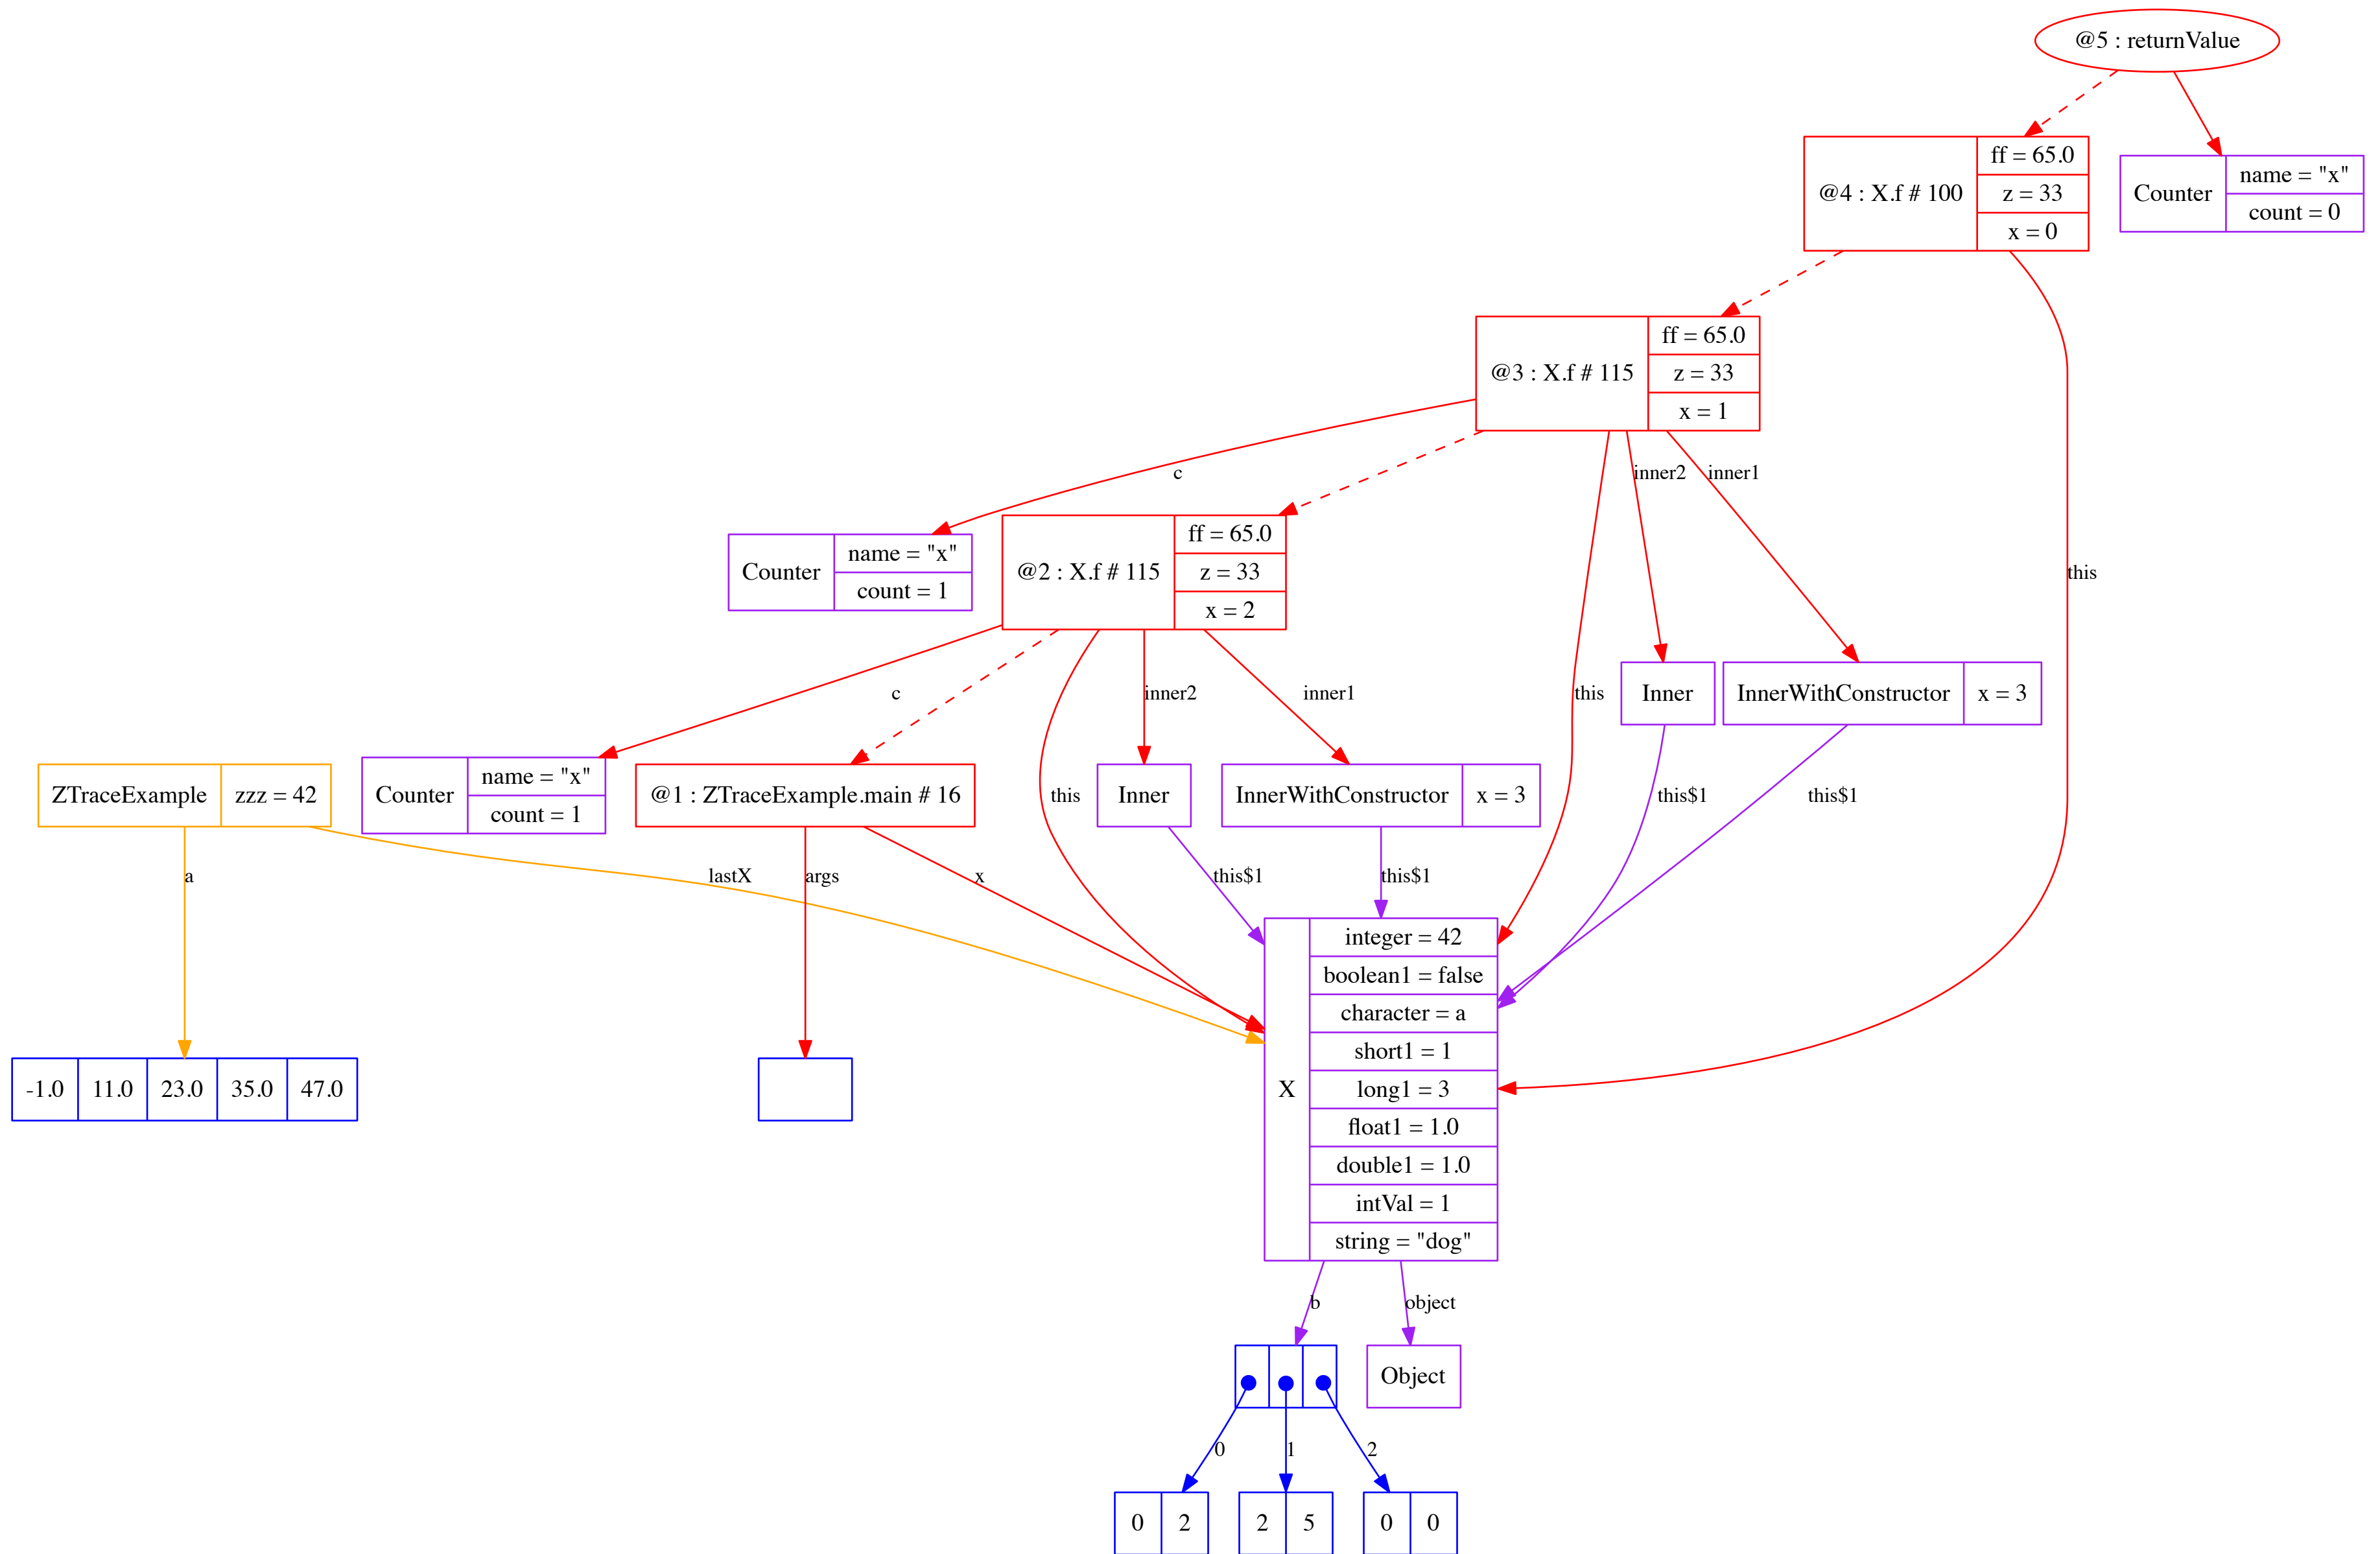 @5 : returnValue
@4 : X.f # 100
ff = 65.0
z = 33
x = 0
Counter
name = "x"
count = 0
@3 : X.f # 115
ff = 65.0
z = 33
x = 1
c
inner2
inner1
this
Counter
name = "x"
count = 1
@2 : X.f # 115
ff = 65.0
z = 33
x = 2
c
inner2
inner1
this
Inner
InnerWithConstructor
x = 3
ZTraceExample
zzz = 42
Counter
name = "x"
count = 1
@1 : ZTraceExample.main # 16
this
Inner
InnerWithConstructor
x = 3
this$1
this$1
a
lastX
args
x
this$1
this$1
-1.0
11.0
23.0
35.0
47.0
X
integer = 42
boolean1 = false
character = a
short1 = 1
long1 = 3
float1 = 1.0
double1 = 1.0
intVal = 1
string = "dog"
b
object
Object
0
1
2
0
2
2
5
0
0